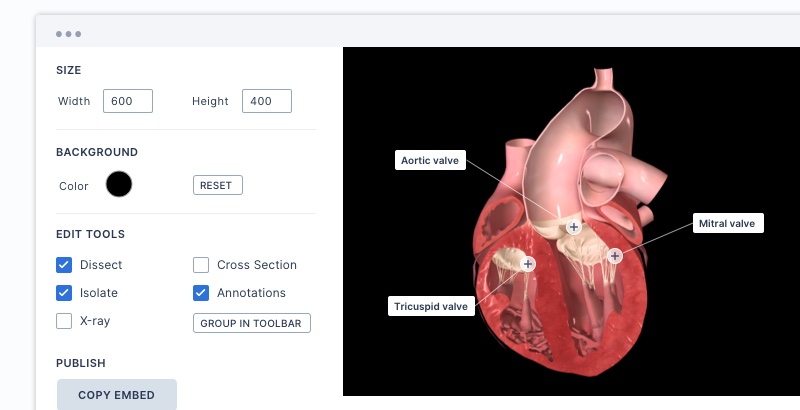 SIZE
Width 600 Height 400
BACKGROUND
Color RESET
EDIT TOOLS
Dissect Cross Section
Isolate Annotations
X-ray GROUP IN TOOLBAR
PUBLISH
COPY EMBED
Aortic valve
Mitral valve
Tricuspid valve